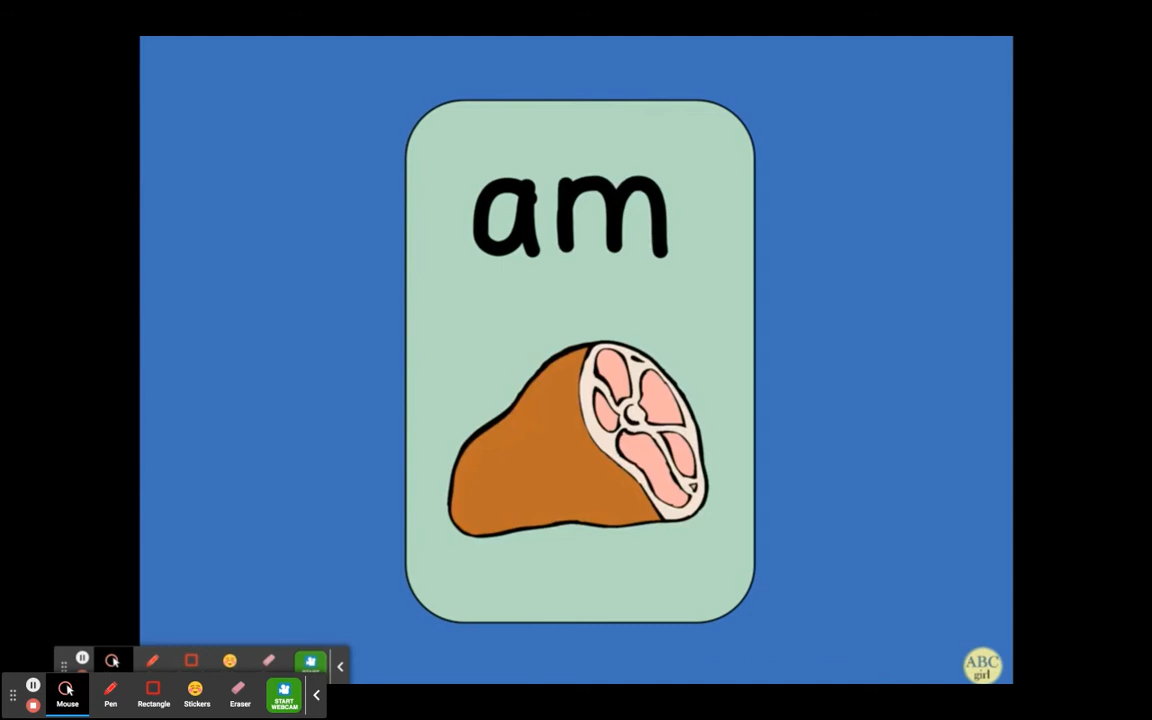 am
ABC
girl
Mouse
Pen
Rectangle
Stickers
Eraser
START
WEBCAM